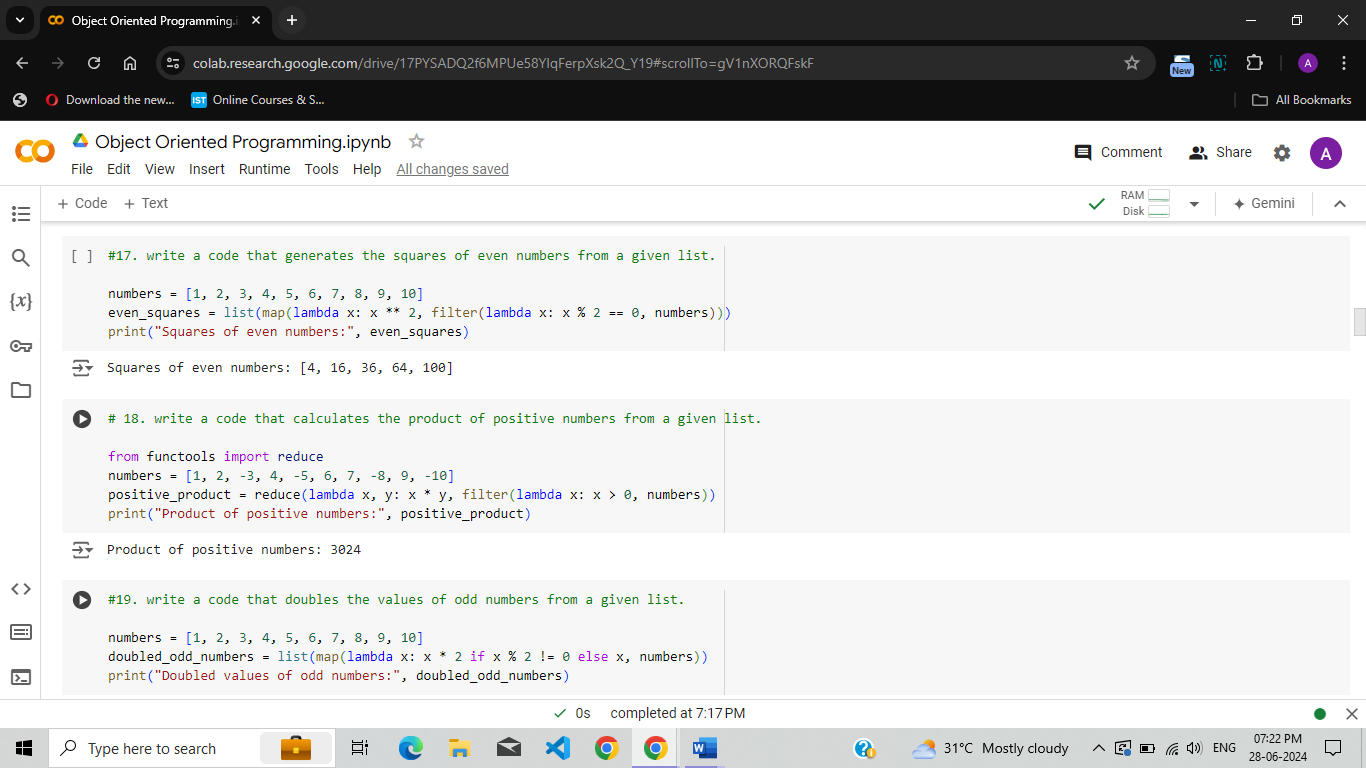 Object Oriented Programming.i
colab.research.google.com/drive/17PYSADQ2f6MPUe58YlqFerpXsk2Q_Y19#scrollTo=gV1nXORQFskF
New
A
Download the new...
IST
Online Courses & S...
All Bookmarks
Object Oriented Programming.ipynb
File Edit View Insert Runtime Tools Help All changes saved
Comment
Share
A
+ Code + Text
RAM
Disk
Gemini
[ ] #17. write a code that generates the squares of even numbers from a given list.
numbers = [1, 2, 3, 4, 5, 6, 7, 8, 9, 10]
even_squares = list(map(lambda x: x ** 2, filter(lambda x: x % 2 == 0, numbers)))
print("Squares of even numbers:", even_squares)
Squares of even numbers: [4, 16, 36, 64, 100]
# 18. write a code that calculates the product of positive numbers from a given list.
from functools import reduce
numbers = [1, 2, -3, 4, -5, 6, 7, -8, 9, -10]
positive_product = reduce(lambda x, y: x * y, filter(lambda x: x > 0, numbers))
print("Product of positive numbers:", positive_product)
Product of positive numbers: 3024
#19. write a code that doubles the values of odd numbers from a given list.
numbers = [1, 2, 3, 4, 5, 6, 7, 8, 9, 10]
doubled_odd_numbers = list(map(lambda x: x * 2 if x % 2 != 0 else x, numbers))
print("Doubled values of odd numbers:", doubled_odd_numbers)
0s completed at 7:17 PM
Type here to search
31°C Mostly cloudy
ENG
07:22 PM
28-06-2024